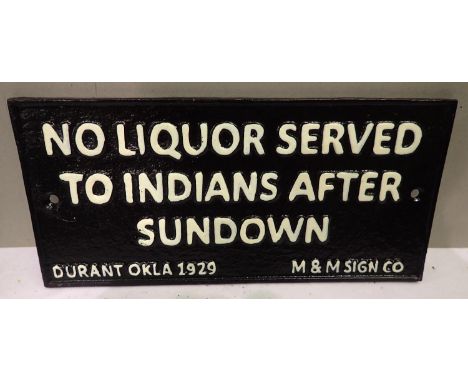 NO LIQUOR SERVED
TO INDIANS AFTER
SUNDOWN
DURANT OKLA 1929 M & M SIGN CO